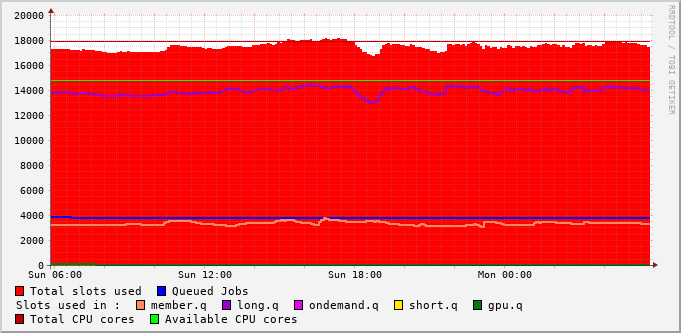 20000
18000
16000
14000
12000
10000
8000
6000
4000
2000
0
Sun 06:00 Sun 12:00 Sun 18:00 Mon 00:00
RRDTOOL / TOBI OETIKER
Total slots used Queued Jobs
Slots used in : member.q long.q ondemand.q short.q gpu.q
Total CPU cores Available CPU cores